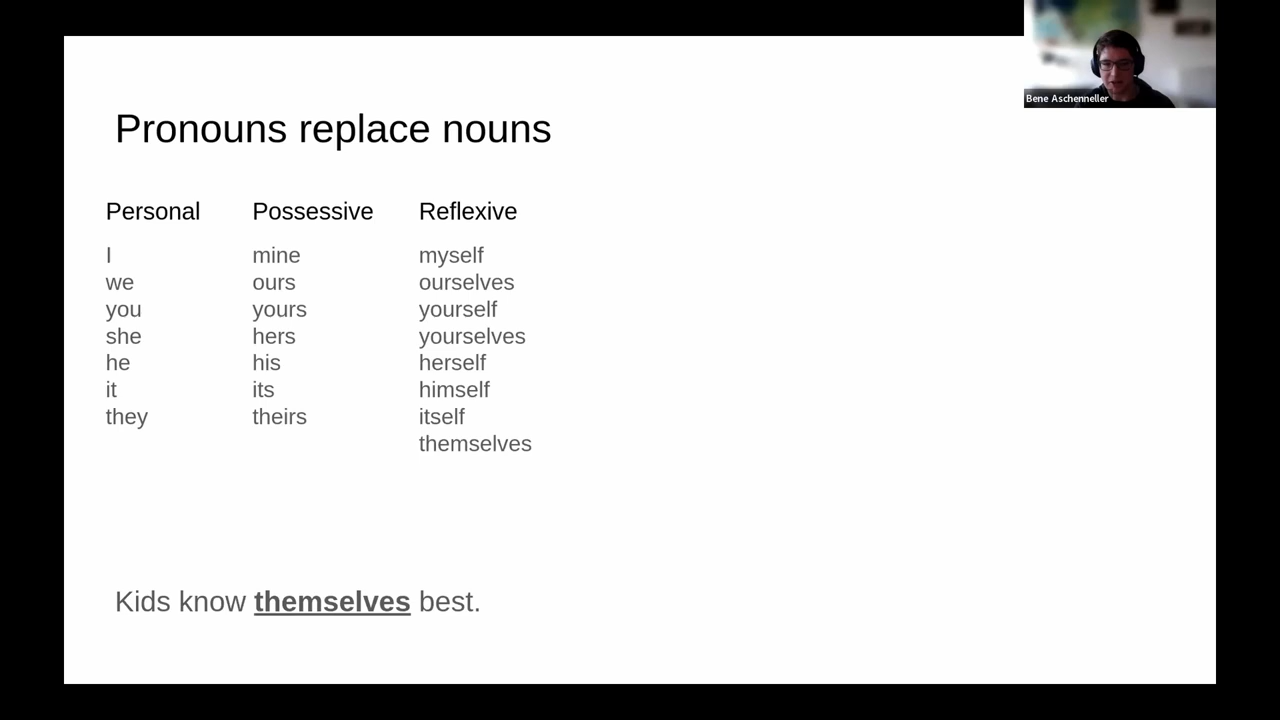 Bene Aschenneller
Pronouns replace nouns
Personal Possessive Reflexive
I mine myself
we ours ourselves
you yours yourself
she hers yourselves
he his herself
it its himself
they theirs itself
themselves
Kids know themselves best.